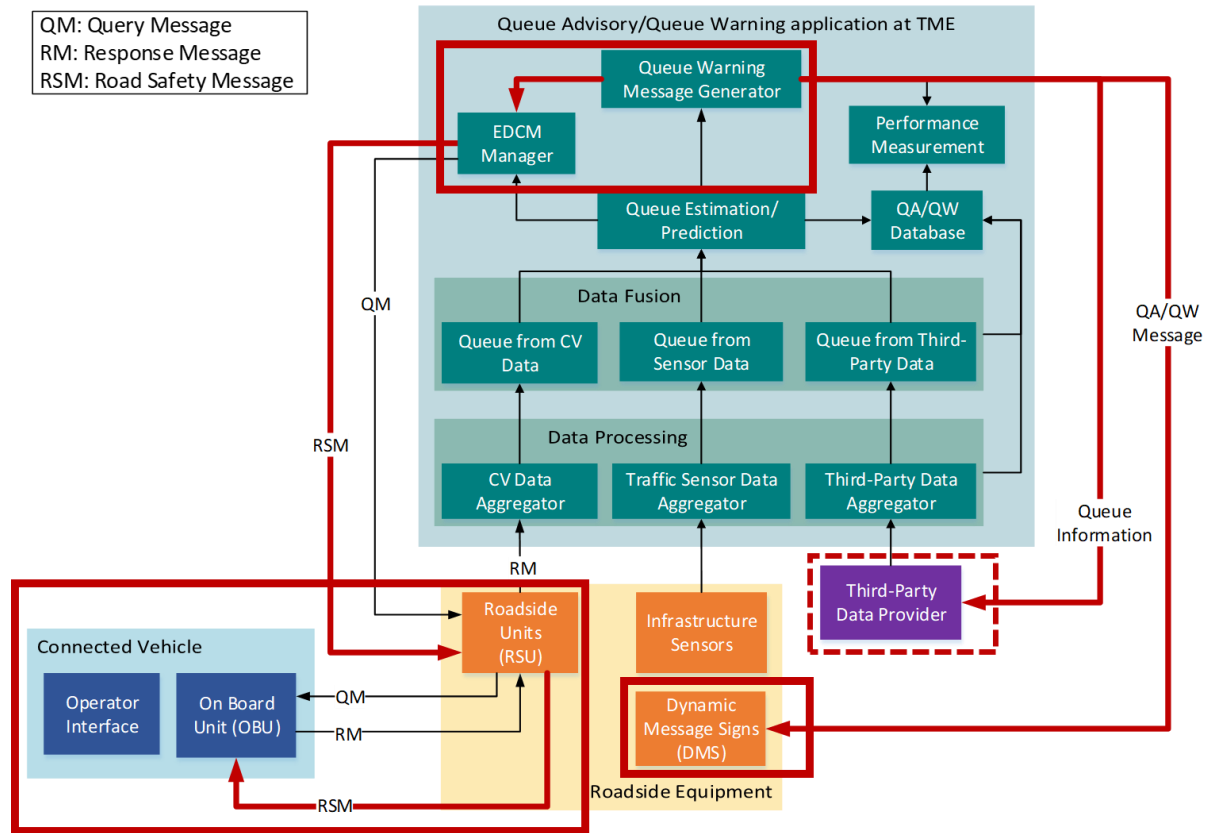 QM: Query Message
RM: Response Message
RSM: Road Safety Message
Queue Advisory/Queue Warning application at TME
Queue Warning
Message Generator
EDCM
Manager
Performance
Measurement
Queue Estimation/
Prediction
QA/QW
Database
QM
Data Fusion
QA/QW
Message
Queue from CV
Data
Queue from
Sensor Data
Queue from Third-
Party Data
RSM
Data Processing
CV Data
Aggregator
Traffic Sensor Data
Aggregator
Third-Party Data
Aggregator
Queue
Information
RM
Third-Party
Data Provider
Roadside
Units
(RSU)
Infrastructure
Sensors
Connected Vehicle
Operator
Interface
On Board
Unit (OBU)
QM
RM
Dynamic
Message Signs
(DMS)
RSM
Roadside Equipment